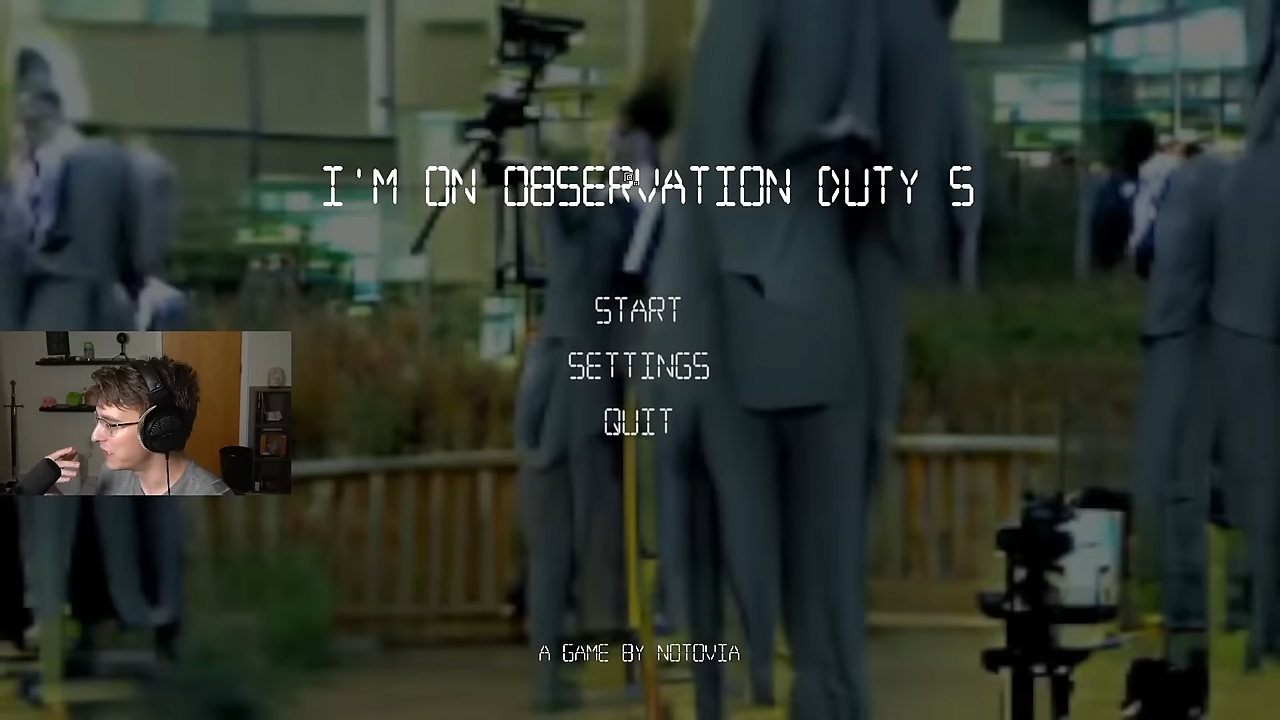 I'M ON OBSERVATION DUTY 5
START
SETTINGS
QUIT
A GAME BY NOTOVIA